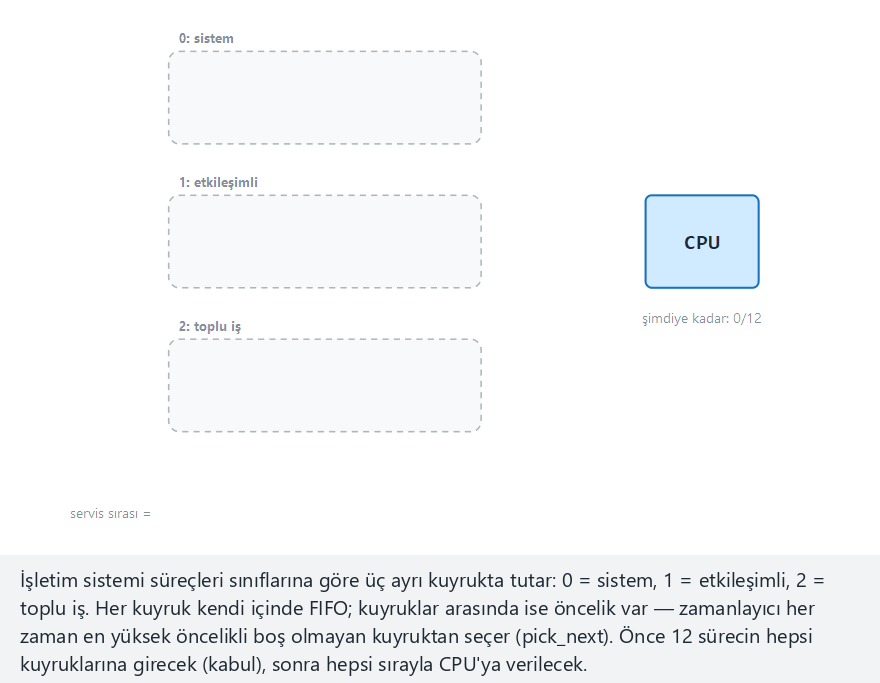 0: sistem
1: etkileşimli
CPU
şimdiye kadar: 0/12
2: toplu iş
servis sırası =
İşletim sistemi süreçleri sınıflarına göre üç ayrı kuyrukta tutar: 0 = sistem, 1 = etkileşimli, 2 =
toplu iş. Her kuyruk kendi içinde FIFO; kuyruklar arasında ise öncelik var — zamanlayıcı her
zaman en yüksek öncelikli boş olmayan kuyruktan seçer (pick_next). Önce 12 sürecin hepsi
kuyruklarına girecek (kabul), sonra hepsi sırayla CPU'ya verilecek.